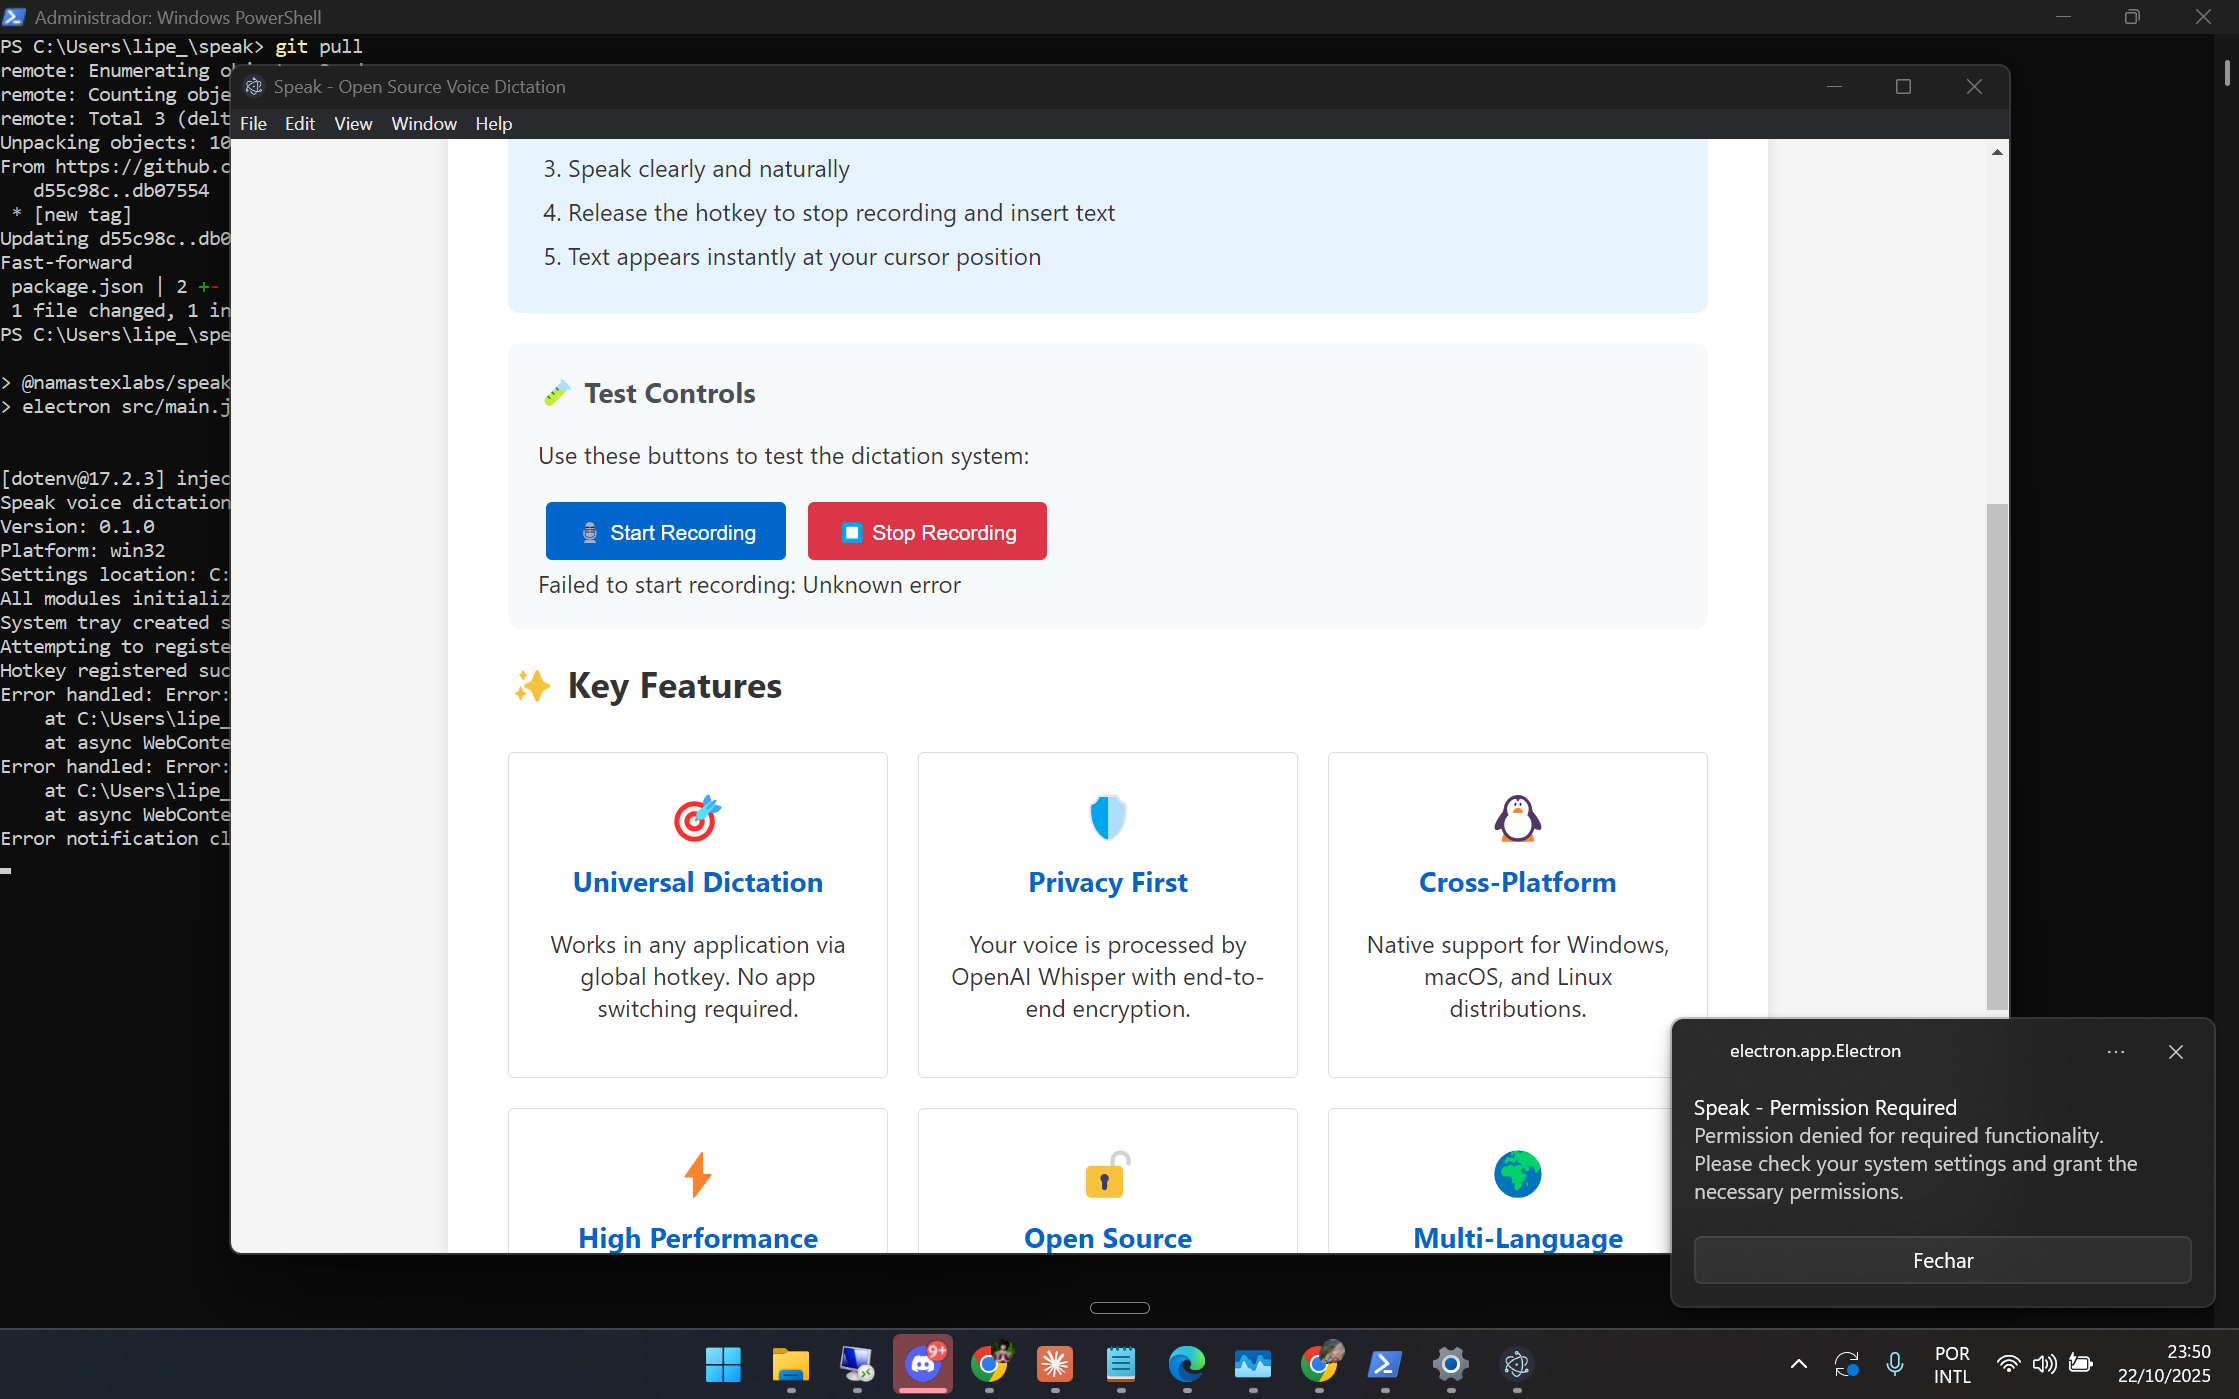 Administrador: Windows PowerShell
PS C:\Users\lipe_\speak> git pull
remote: Enumerating
remote: Counting obje
remote: Total 3 (delt
Unpacking objects: 10
From https://github.c
d55c98c..db07554
* [new tag]
Updating d55c98c..db0
Fast-forward
package.json | 2 +-
1 file changed, 1 in
PS C:\Users\lipe_\spe
> @namastexlabs/speak
> electron src/main.j
[dotenv@17.2.3] injec
Speak voice dictation
Version: 0.1.0
Platform: win32
Settings location: C:
All modules initializ
System tray created s
Attempting to registe
Hotkey registered suc
Error handled: Error:
at C:\Users\lipe_
at async WebConte
Error handled: Error:
at C:\Users\lipe_
at async WebConte
Error notification cl
Speak - Open Source Voice Dictation
File Edit View Window Help
3. Speak clearly and naturally
4. Release the hotkey to stop recording and insert text
5. Text appears instantly at your cursor position
Test Controls
Use these buttons to test the dictation system:
Start Recording
Stop Recording
Failed to start recording: Unknown error
Key Features
Universal Dictation
Works in any application via
global hotkey. No app
switching required.
Privacy First
Your voice is processed by
OpenAI Whisper with end-to-
end encryption.
Cross-Platform
Native support for Windows,
macOS, and Linux
distributions.
High Performance
Open Source
Multi-Language
electron.app.Electron
Speak - Permission Required
Permission denied for required functionality.
Please check your system settings and grant the
necessary permissions.
Fechar
9+
POR
INTL
23:50
22/10/2025